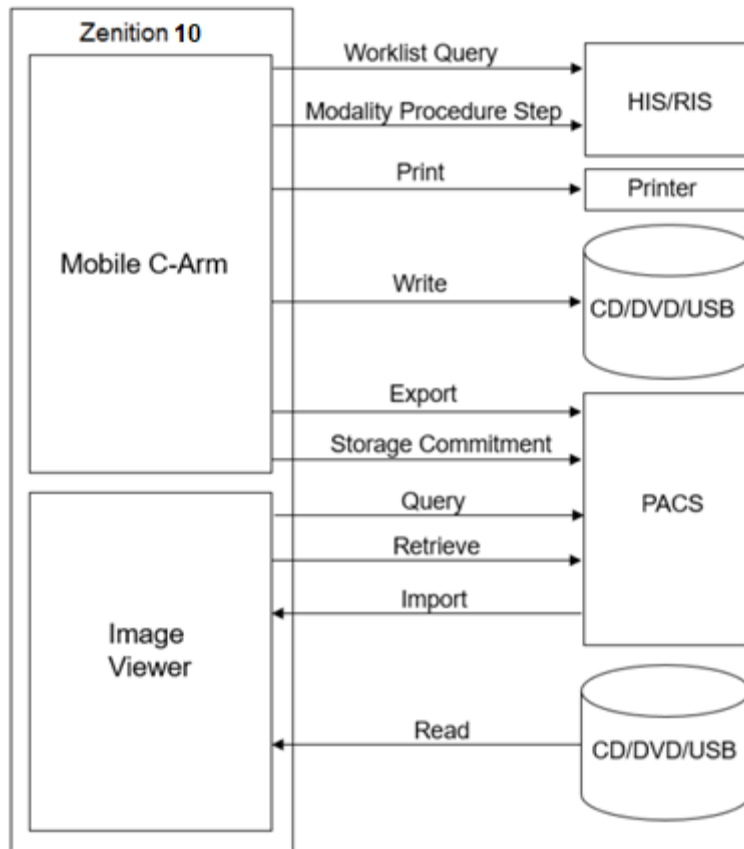 Zenition 10
Worklist Query
HIS/RIS
Modality Procedure Step
Print
Printer
Mobile C-Arm
Write
CD/DVD/USB
Export
Storage Commitment
Query
PACS
Retrieve
Import
Image
Viewer
Read
CD/DVD/USB